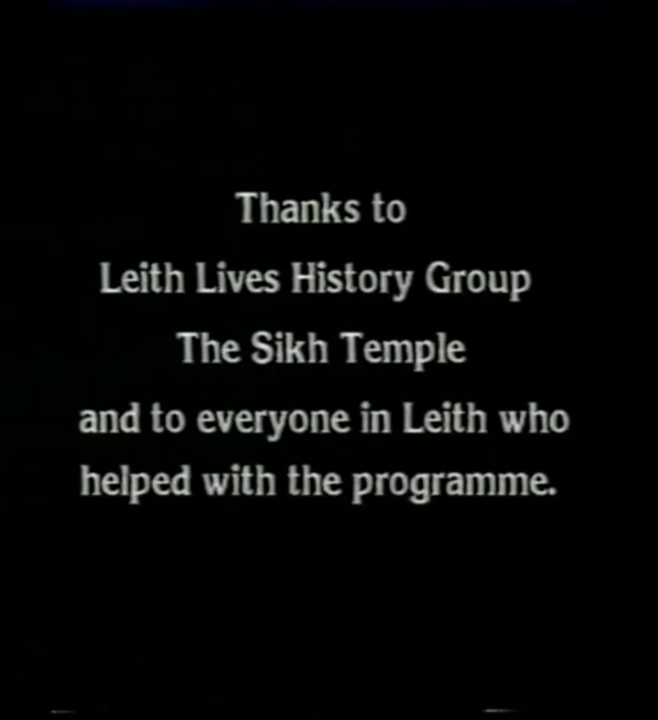 Thanks to
Leith Lives History Group
The Sikh Temple
and to everyone in Leith who
helped with the programme.